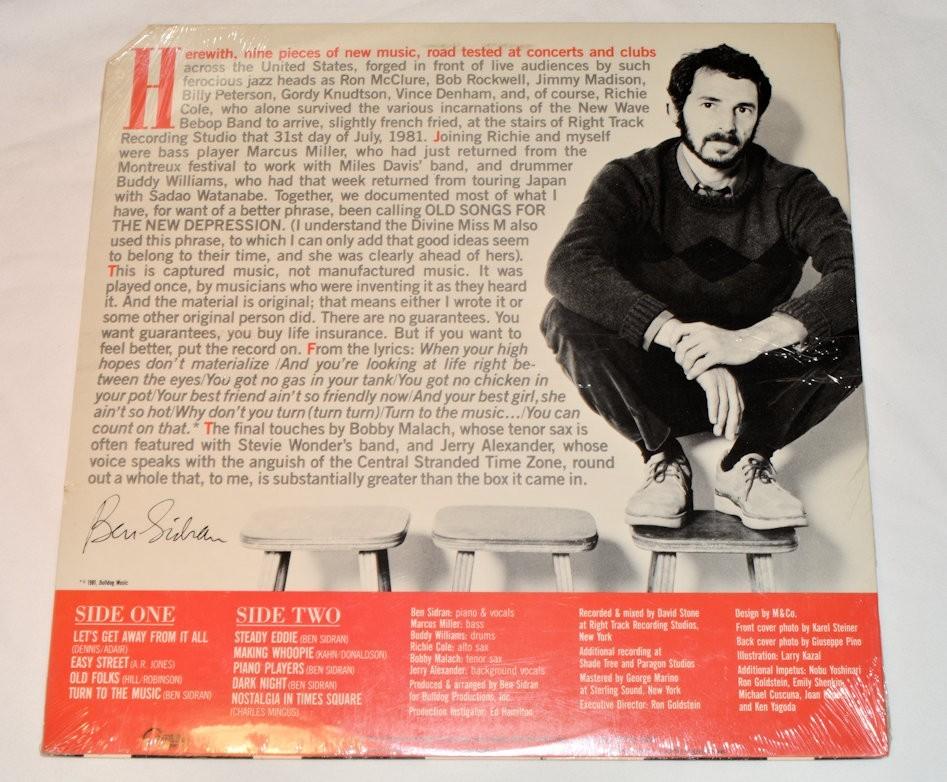 Herewith, nine pieces of new music, road tested at concerts and clubs
across the United States, forged in front of live audiences by such
ferocious jazz heads as Ron McClure, Bob Rockwell, Jimmy Madison,
Billy Peterson, Gordy Knudtson, Vince Denham, and, of course, Richie
Cole, who alone survived the various incarnations of the New Wave
Bebop Band to arrive, slightly french fried, at the stairs of Right Track
Recording Studio that 31st day of July, 1981. Joining Richie and myself
were bass player Marcus Miller, who had just returned from the
Montreux festival to work with Miles Davis' band, and drummer
Buddy Williams, who had that week returned from touring Japan
with Sadao Watanabe. Together, we documented most of what I
have, for want of a better phrase, been calling OLD SONGS FOR
THE NEW DEPRESSION. (I understand the Divine Miss M also
used this phrase, to which I can only add that good ideas seem
to belong to their time, and she was clearly ahead of hers).
This is captured music, not manufactured music. It was
played once, by musicians who were inventing it as they heard
it. And the material is original; that means either I wrote it or
some other original person did. There are no guarantees. You
want guarantees, you buy life insurance. But if you want to
feel better, put the record on. From the lyrics: When your high
hopes don't materialize /And you're looking at life right be-
tween the eyes/You got no gas in your tank/You got no chicken in
your pot/Your best friend ain't so friendly now/And your best girl, she
ain't so hot/Why don't you turn (turn turn)/Turn to the music.../You can
count on that.* The final touches by Bobby Malach, whose tenor sax is
often featured with Stevie Wonder's band, and Jerry Alexander, whose
voice speaks with the anguish of the Central Stranded Time Zone, round
out a whole that, to me, is substantially greater than the box it came in.
Ben Sidran
*© 1981, Bulldog Music
SIDE ONE
LET'S GET AWAY FROM IT ALL
(DENNIS/ADAIR)
EASY STREET (A.R. JONES)
OLD FOLKS (HILL/ROBINSON)
TURN TO THE MUSIC (BEN SIDRAN)
SIDE TWO
STEADY EDDIE (BEN SIDRAN)
MAKING WHOOPIE (KAHN/DONALDSON)
PIANO PLAYERS (BEN SIDRAN)
DARK NIGHT (BEN SIDRAN)
NOSTALGIA IN TIMES SQUARE
(CHARLES MINGUS)
Ben Sidran: piano & vocals
Marcus Miller: bass
Buddy Williams: drums
Richie Cole: alto sax
Bobby Malach: tenor sax
Jerry Alexander: background vocals
Produced & arranged by Ben Sidran
for Bulldog Productions, Inc.
Production Instigator: Ed Hamilton
Recorded & mixed by David Stone
at Right Track Recording Studios,
New York
Additional recording at
Shade Tree and Paragon Studios
Mastered by George Marino
at Sterling Sound, New York
Executive Director: Ron Goldstein
Design by M&Co.
Front cover photo by Karel Steiner
Back cover photo by Giuseppe Pino
Illustration: Larry Kazal
Additional Impetus: Nobu Yoshinari
Ron Goldstein, Emily
Michael Cuscuna, Joan
and Ken Yagoda